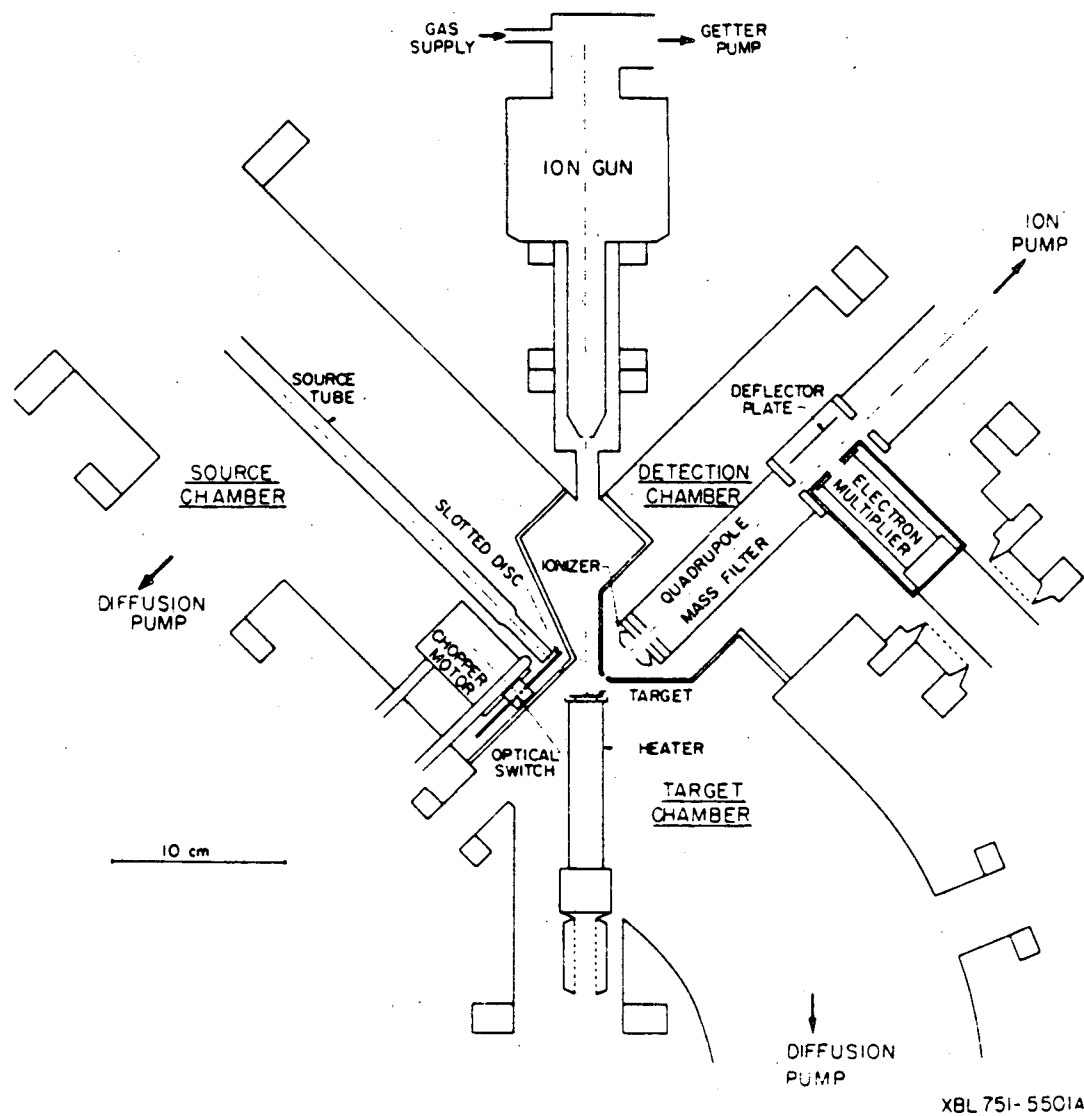 GAS
SUPPLY
GETTER
PUMP
ION GUN
ION
PUMP
SOURCE
TUBE
DEFLECTOR
PLATE
SOURCE
CHAMBER
DETECTION
CHAMBER
ELECTRON
MULTIPLIER
SLOTTED DISC
IONIZER
QUADRUPOLE
MASS FILTER
DIFFUSION
PUMP
CHOPPER
MOTOR
TARGET
OPTICAL
SWITCH
HEATER
TARGET
CHAMBER
10 cm
DIFFUSION
PUMP
XBL 751-5501A